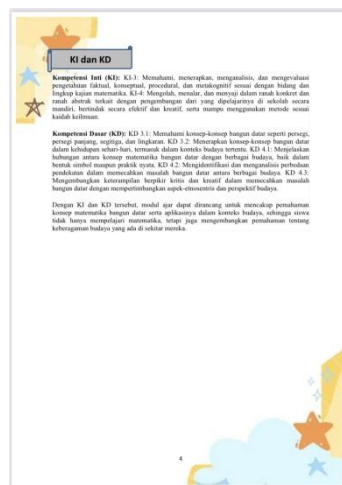 KI dan KD
Kompetensi Inti (KI): KI-3: Memahami, menerapkan, menganalisis, dan mengevaluasi
pengetahuan faktual, konseptual, procedural, dan metakognitif sesuai dengan bidang dan
lingkup kajian matematika. KI-4: Mengolah, menalar, dan menyaji dalam ranah konkret dan
ranah abstrak terkait dengan pengembangan dari yang dipelajarinya di sekolah secara
mandiri, bertindak secara efektif dan kreatif, serta mampu menggunakan metode sesuai
kaidah keilmuan.
Kompetensi Dasar (KD): KD 3.1: Memahami konsep-konsep bangun datar seperti persegi,
persegi panjang, segitiga, dan lingkaran. KD 3.2: Menerapkan konsep-konsep bangun datar
dalam kehidupan sehari-hari, termasuk dalam konteks budaya tertentu. KD 4.1: Menjelaskan
hubungan antara konsep matematika bangun datar dengan berbagai budaya, baik dalam
bentuk simbol maupun praktik nyata. KD 4.2: Mengidentifikasi dan menganalisis perbedaan
pendekatan dalam memecahkan masalah bangun datar antara berbagai budaya. KD 4.3:
Mengembangkan keterampilan berpikir kritis dan kreatif dalam memecahkan masalah
bangun datar dengan mempertimbangkan aspek-etnosentris dan perspektif budaya.
Dengan KI dan KD tersebut, modul ajar dapat dirancang untuk mencakup pemahaman
konsep matematika bangun datar serta aplikasinya dalam konteks budaya, sehingga siswa
tidak hanya mempelajari matematika, tetapi juga mengembangkan pemahaman tentang
keberagaman budaya yang ada di sekitar mereka.
4